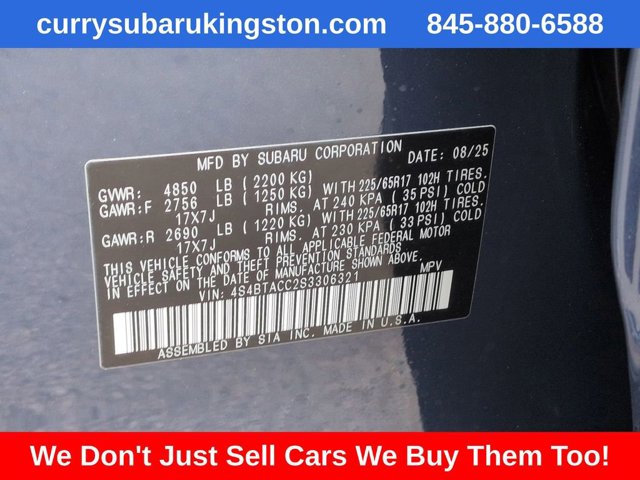 currysubarukingston.com 845-880-6588
MFD BY SUBARU CORPORATION DATE: 08/25
GVWR: 4850 LB (2200 KG)
GAWR:F 2756 LB (1250 KG) WITH 225/65R17 102H TIRES.
17X7J RIMS. AT 240 KPA (35 PSI) COLD
GAWR:R 2690 LB (1220 KG) WITH 225/65R17 102H TIRES.
17X7J RIMS. AT 230 KPA (33 PSI) COLD
THIS VEHICLE CONFORMS TO ALL APPLICABLE FEDERAL MOTOR
VEHICLE SAFETY AND THEFT PREVENTION STANDARDS
IN EFFECT ON THE DATE OF MANUFACTURE SHOWN ABOVE.
VIN: 4S4BTACC2S3306321 MPV
ASSEMBLED BY SIA INC. MADE IN U.S.A.
We Don't Just Sell Cars We Buy Them Too!